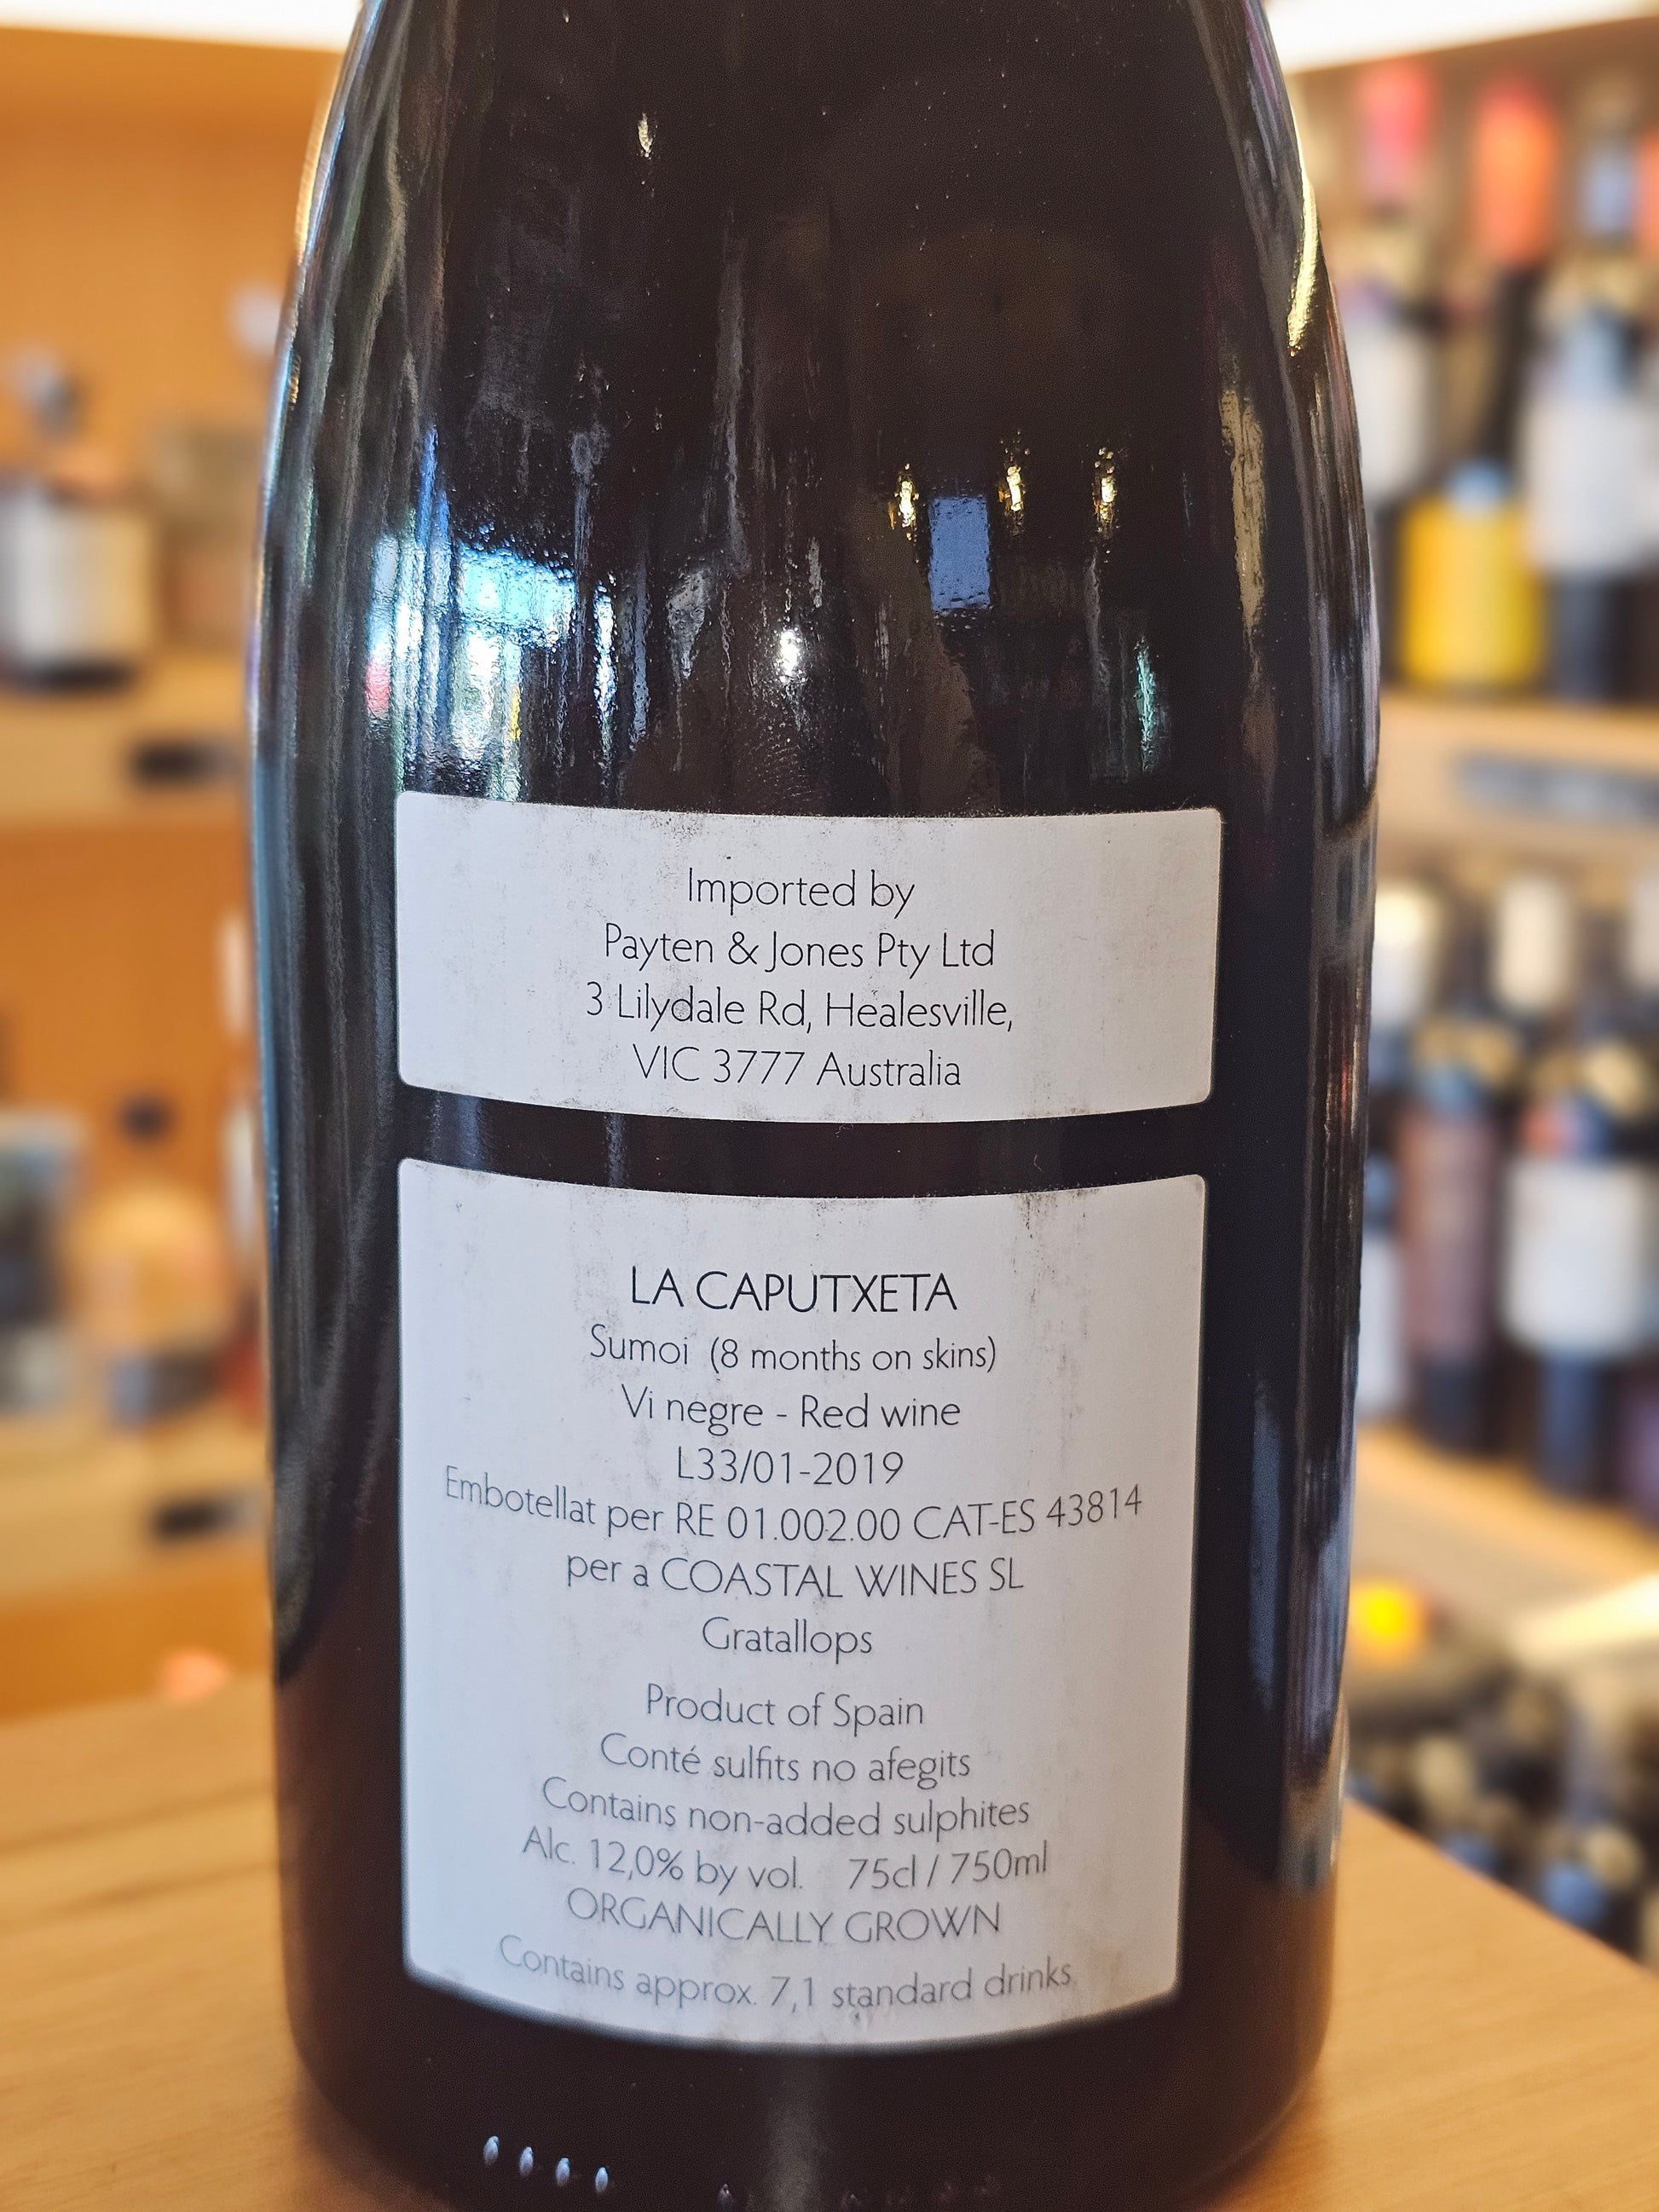 Imported by
Payten & Jones Pty Ltd
3 Lilydale Rd, Healesville,
VIC 3777 Australia
LA CAPUTXETA
Sumoi (8 months on skins)
Vi negre - Red wine
L33/01-2019
Embotellat per RE 01.002.00 CAT-ES 43814
per a COASTAL WINES SL
Gratallops
Product of Spain
Conté sulfits no afegits
Contains non-added sulphites
Alc. 12,0% by vol. 75cl / 750ml
ORGANICALLY GROWN
Contains approx. 7,1 standard drinks